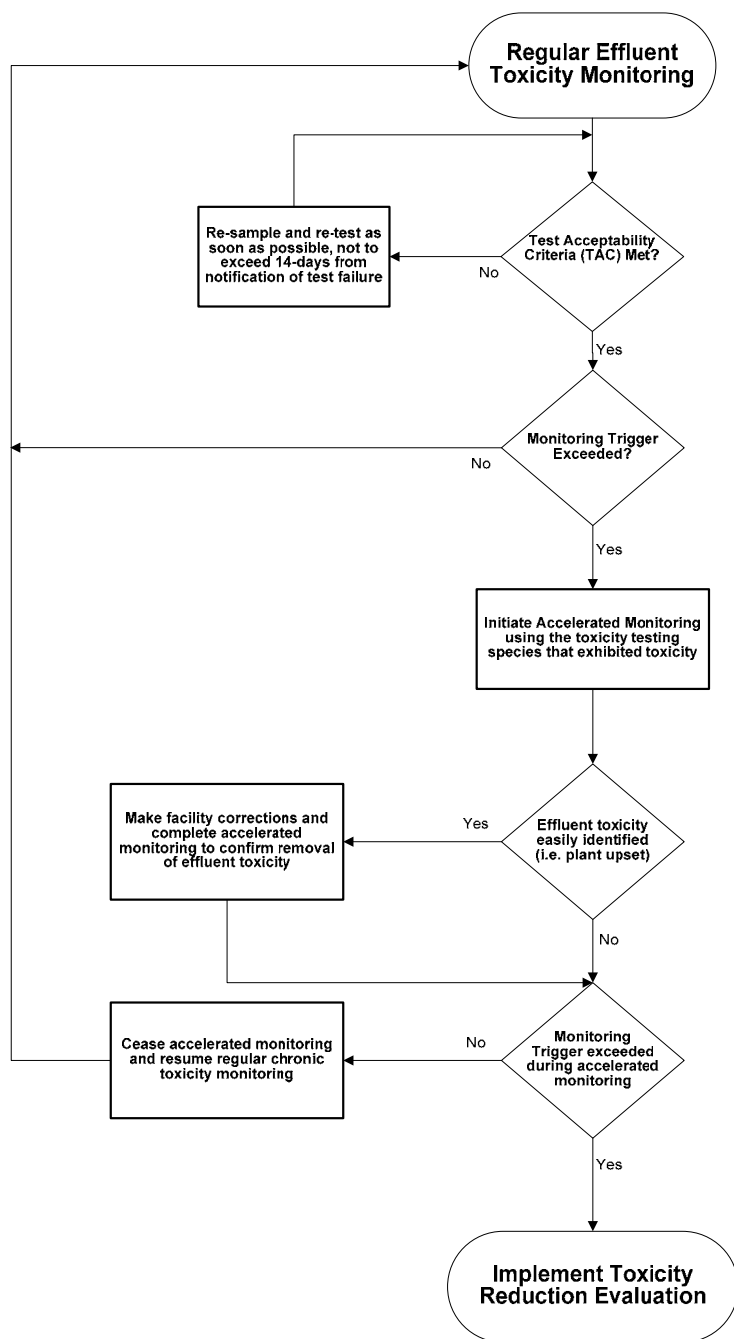 Regular Effluent
Toxicity Monitoring
Re-sample and re-test as
soon as possible, not to
exceed 14-days from
notification of test failure
Test Acceptability
Criteria (TAC) Met?
No
Yes
Monitoring Trigger
Exceeded?
No
Yes
Initiate Accelerated Monitoring
using the toxicity testing
species that exhibited toxicity
Make facility corrections and
complete accelerated
monitoring to confirm removal
of effluent toxicity
Yes
Effluent toxicity
easily identified
(i.e. plant upset)
No
Cease accelerated monitoring
and resume regular chronic
toxicity monitoring
No
Monitoring
Trigger exceeded
during accelerated
monitoring
Yes
Implement Toxicity
Reduction Evaluation